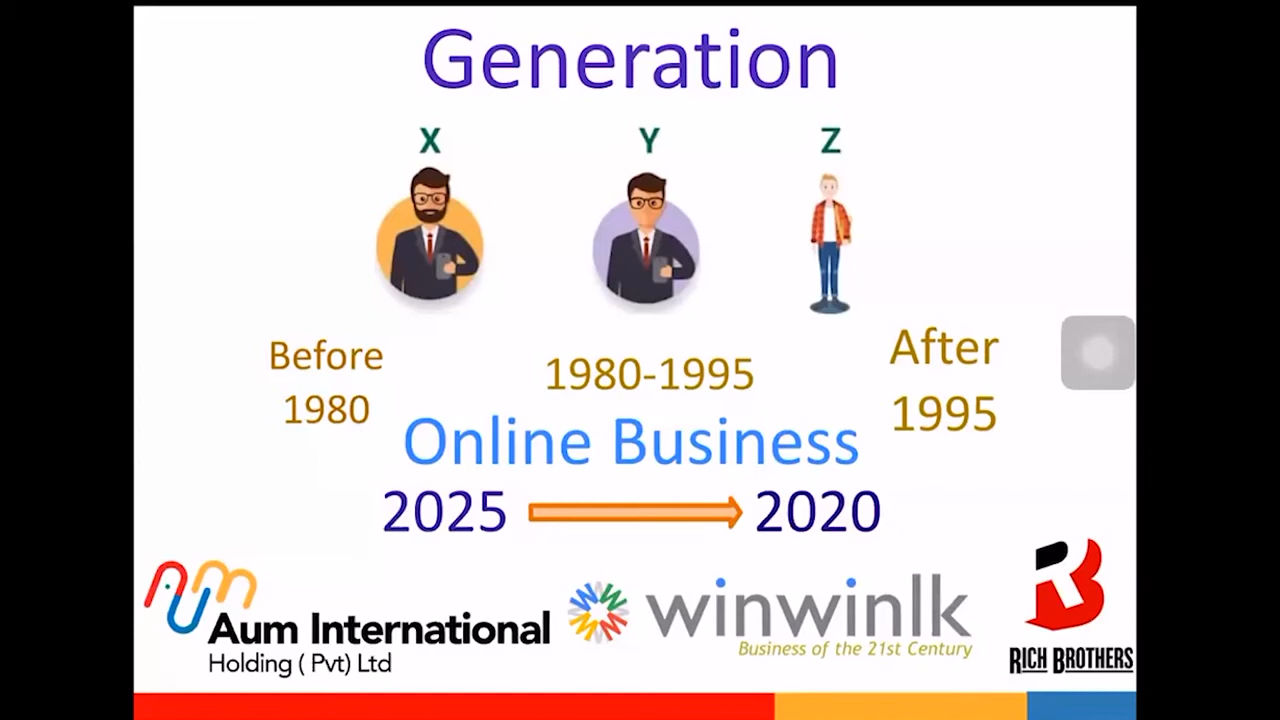 Generation
X Y Z
Before
1980
1980-1995
After
1995
Online Business
2025 2020
Aum International
Holding ( Pvt) Ltd
winwinlk
Business of the 21st Century
RB
RICH BROTHERS